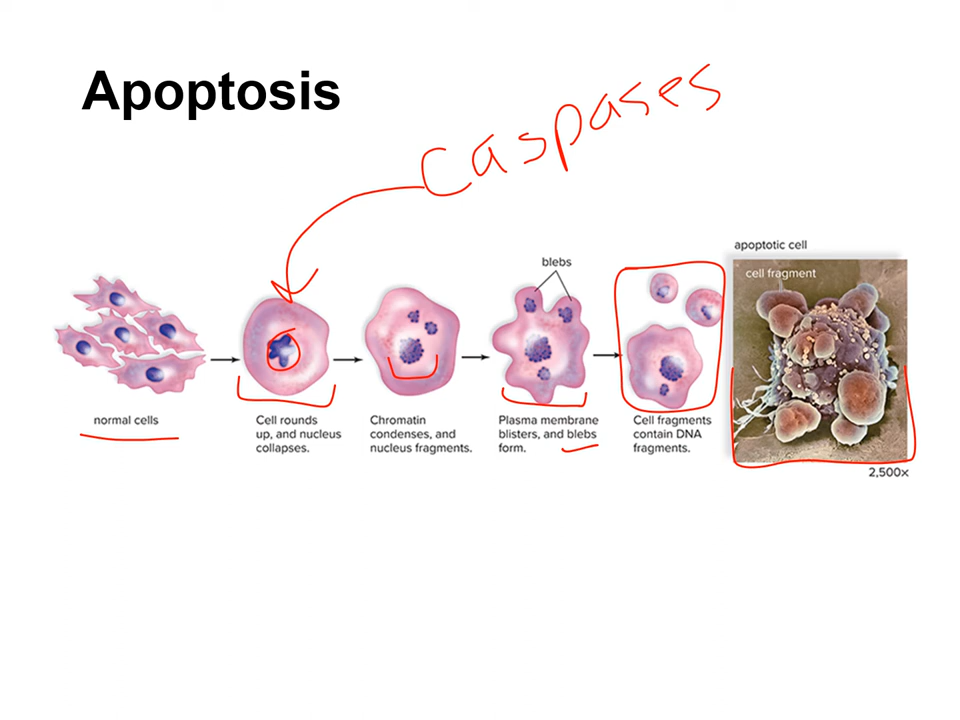 Apoptosis
Caspases
apoptotic cell
cell fragment
blebs
normal cells
Cell rounds
up, and nucleus
collapses.
Chromatin
condenses, and
nucleus fragments.
Plasma membrane
blisters, and blebs
form.
Cell fragments
contain DNA
fragments.
2,500x